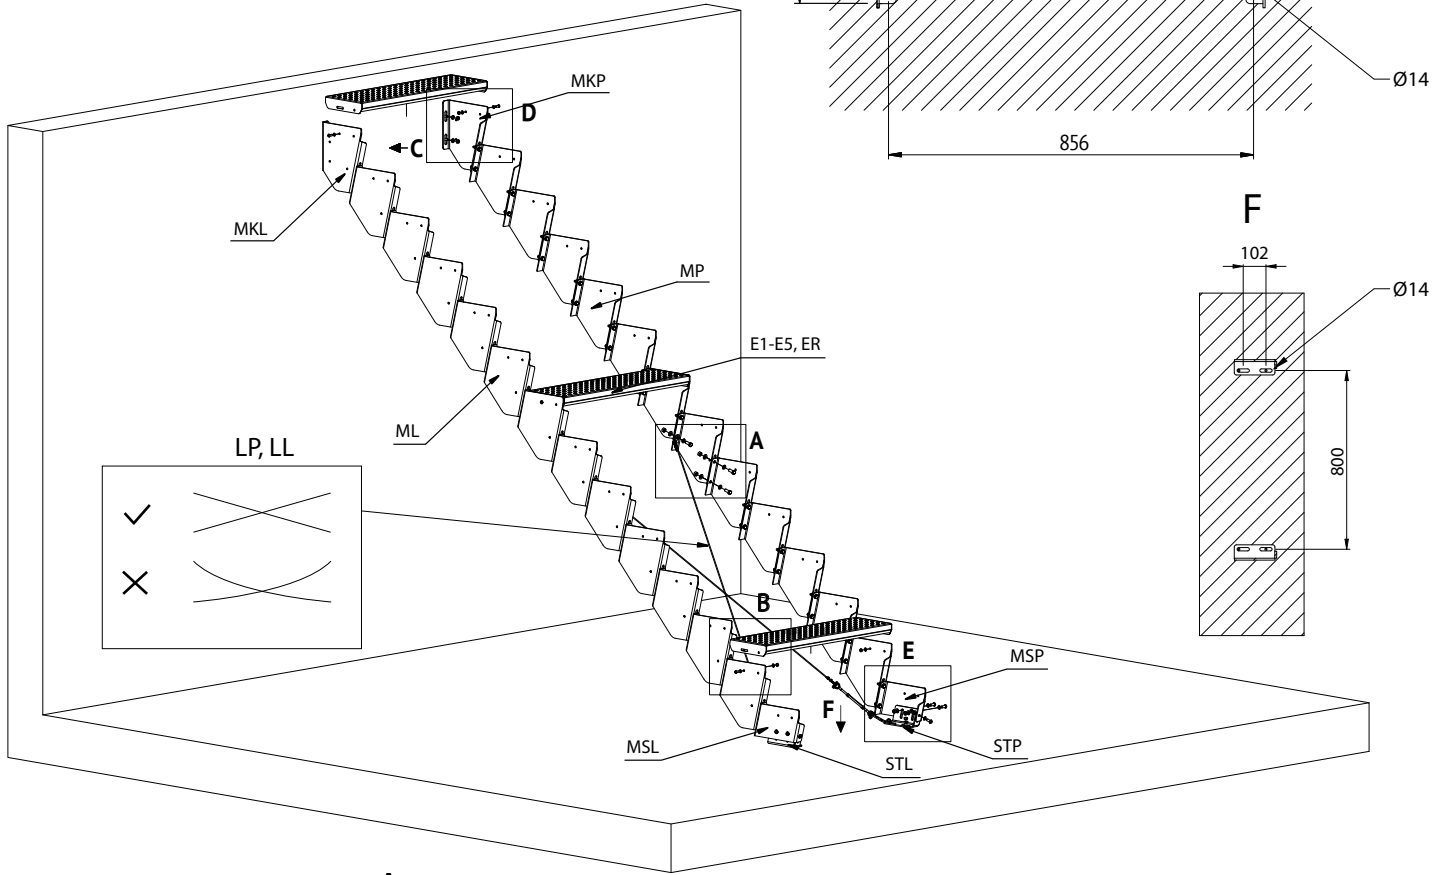 MKP
D
C
MKL
MP
E1-E5, ER
ML
A
LP, LL
B
E
MSP
F
MSL
STL
STP
Ø14
856
F
102
Ø14
800